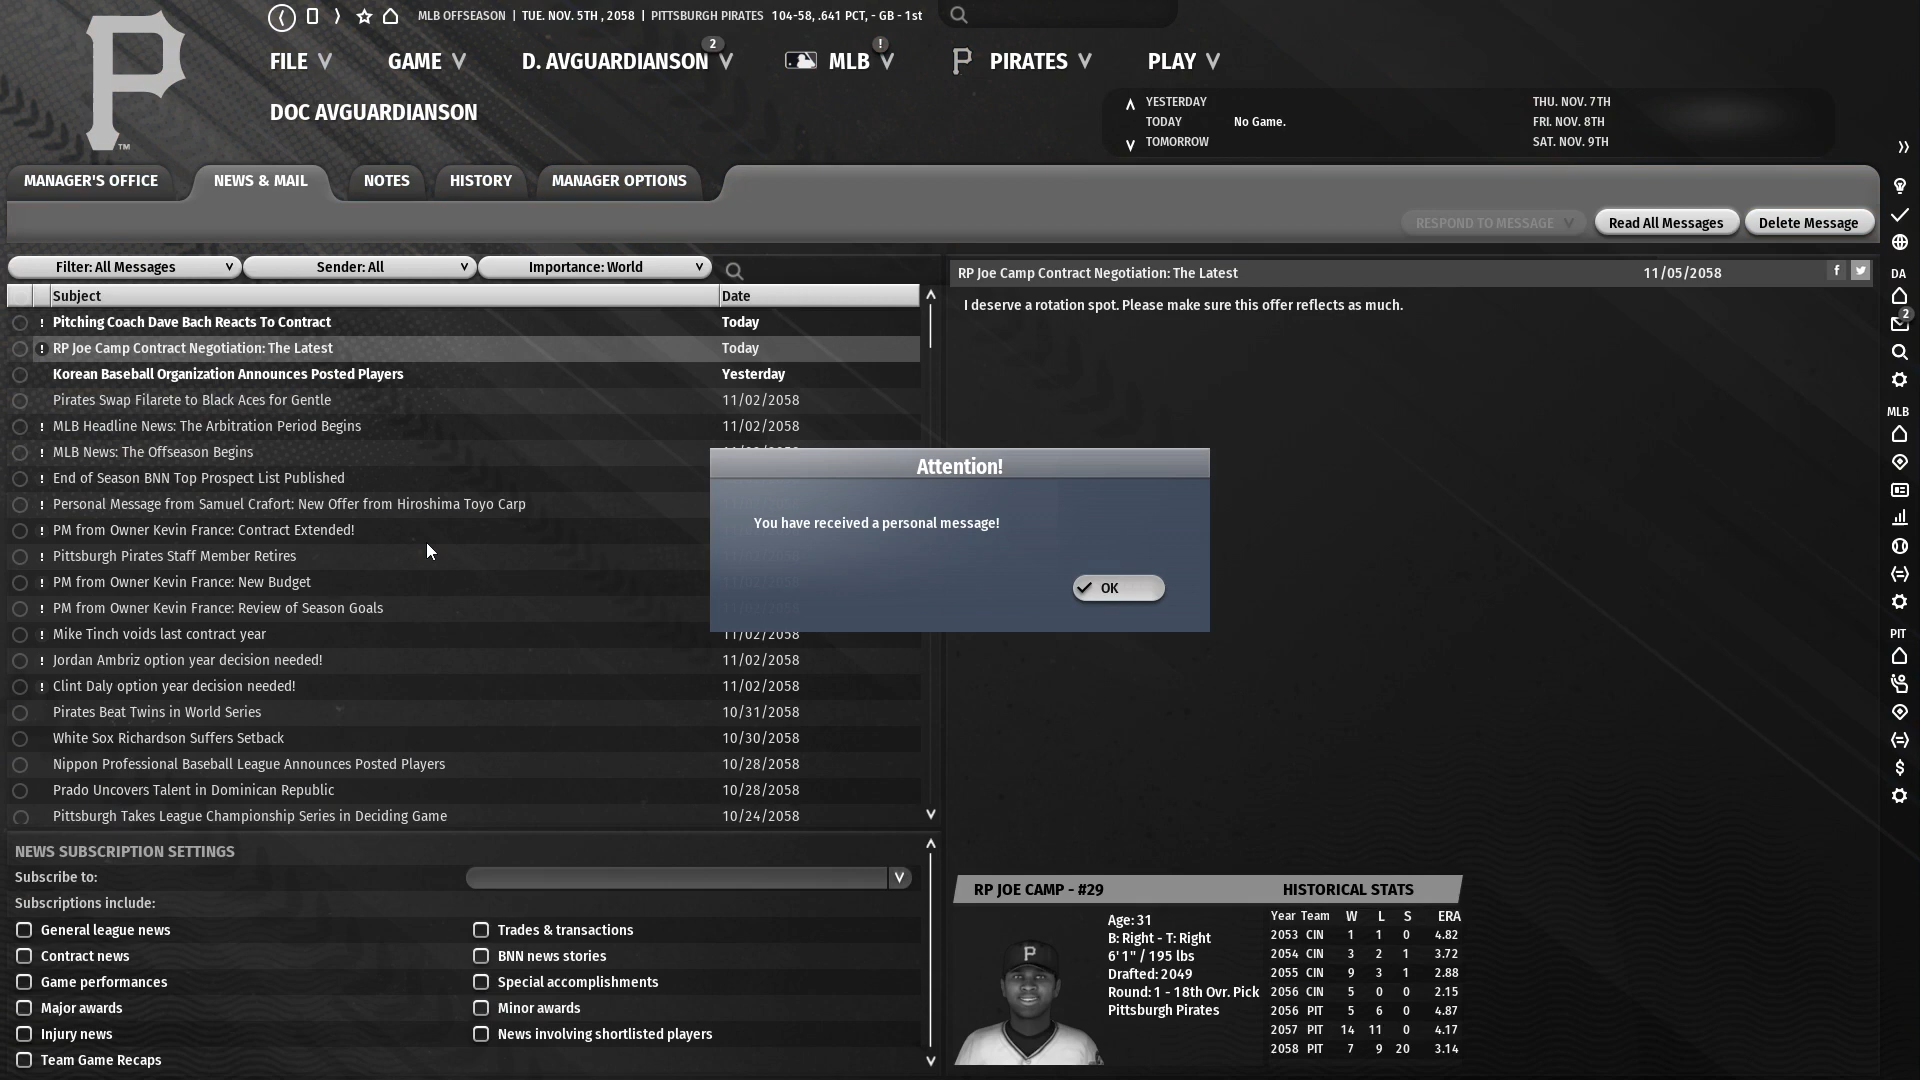 MLB OFFSEASON | TUE. NOV. 5TH , 2058 | PITTSBURGH PIRATES 104-58, .641 PCT, - GB - 1st
FILE
GAME
D. AVGUARDIANSON
2
MLB
!
P PIRATES
PLAY
P
TM
DOC AVGUARDIANSON
YESTERDAY
TODAY No Game.
TOMORROW
THU. NOV. 7TH
FRI. NOV. 8TH
SAT. NOV. 9TH
MANAGER'S OFFICE
NEWS & MAIL
NOTES
HISTORY
MANAGER OPTIONS
RESPOND TO MESSAGE
Read All Messages
Delete Message
Filter: All Messages
Sender: All
Importance: World
Subject Date
! Pitching Coach Dave Bach Reacts To Contract Today
! RP Joe Camp Contract Negotiation: The Latest Today
Korean Baseball Organization Announces Posted Players Yesterday
Pirates Swap Filarete to Black Aces for Gentle 11/02/2058
! MLB Headline News: The Arbitration Period Begins 11/02/2058
! MLB News: The Offseason Begins
! End of Season BNN Top Prospect List Published
! Personal Message from Samuel Crafort: New Offer from Hiroshima Toyo Carp
! PM from Owner Kevin France: Contract Extended!
! Pittsburgh Pirates Staff Member Retires
! PM from Owner Kevin France: New Budget
! PM from Owner Kevin France: Review of Season Goals
! Mike Tinch voids last contract year 11/02/2058
! Jordan Ambriz option year decision needed! 11/02/2058
! Clint Daly option year decision needed! 11/02/2058
Pirates Beat Twins in World Series 10/31/2058
White Sox Richardson Suffers Setback 10/30/2058
Nippon Professional Baseball League Announces Posted Players 10/28/2058
Prado Uncovers Talent in Dominican Republic 10/28/2058
Pittsburgh Takes League Championship Series in Deciding Game 10/24/2058
RP Joe Camp Contract Negotiation: The Latest 11/05/2058
f
I deserve a rotation spot. Please make sure this offer reflects as much.
Attention!
You have received a personal message!
OK
NEWS SUBSCRIPTION SETTINGS
Subscribe to:
Subscriptions include:
General league news
Trades & transactions
Contract news
BNN news stories
Game performances
Special accomplishments
Major awards
Minor awards
Injury news
News involving shortlisted players
Team Game Recaps
RP JOE CAMP - #29
HISTORICAL STATS
P
Age: 31
B: Right - T: Right
6' 1" / 195 lbs
Drafted: 2049
Round: 1 - 18th Ovr. Pick
Pittsburgh Pirates
Year Team W L S ERA
2053 CIN 1 1 0 4.82
2054 CIN 3 2 1 3.72
2055 CIN 9 3 1 2.88
2056 CIN 5 0 0 2.15
2056 PIT 5 6 0 4.87
2057 PIT 14 11 0 4.17
2058 PIT 7 9 20 3.14
DA
2
MLB
PIT
$